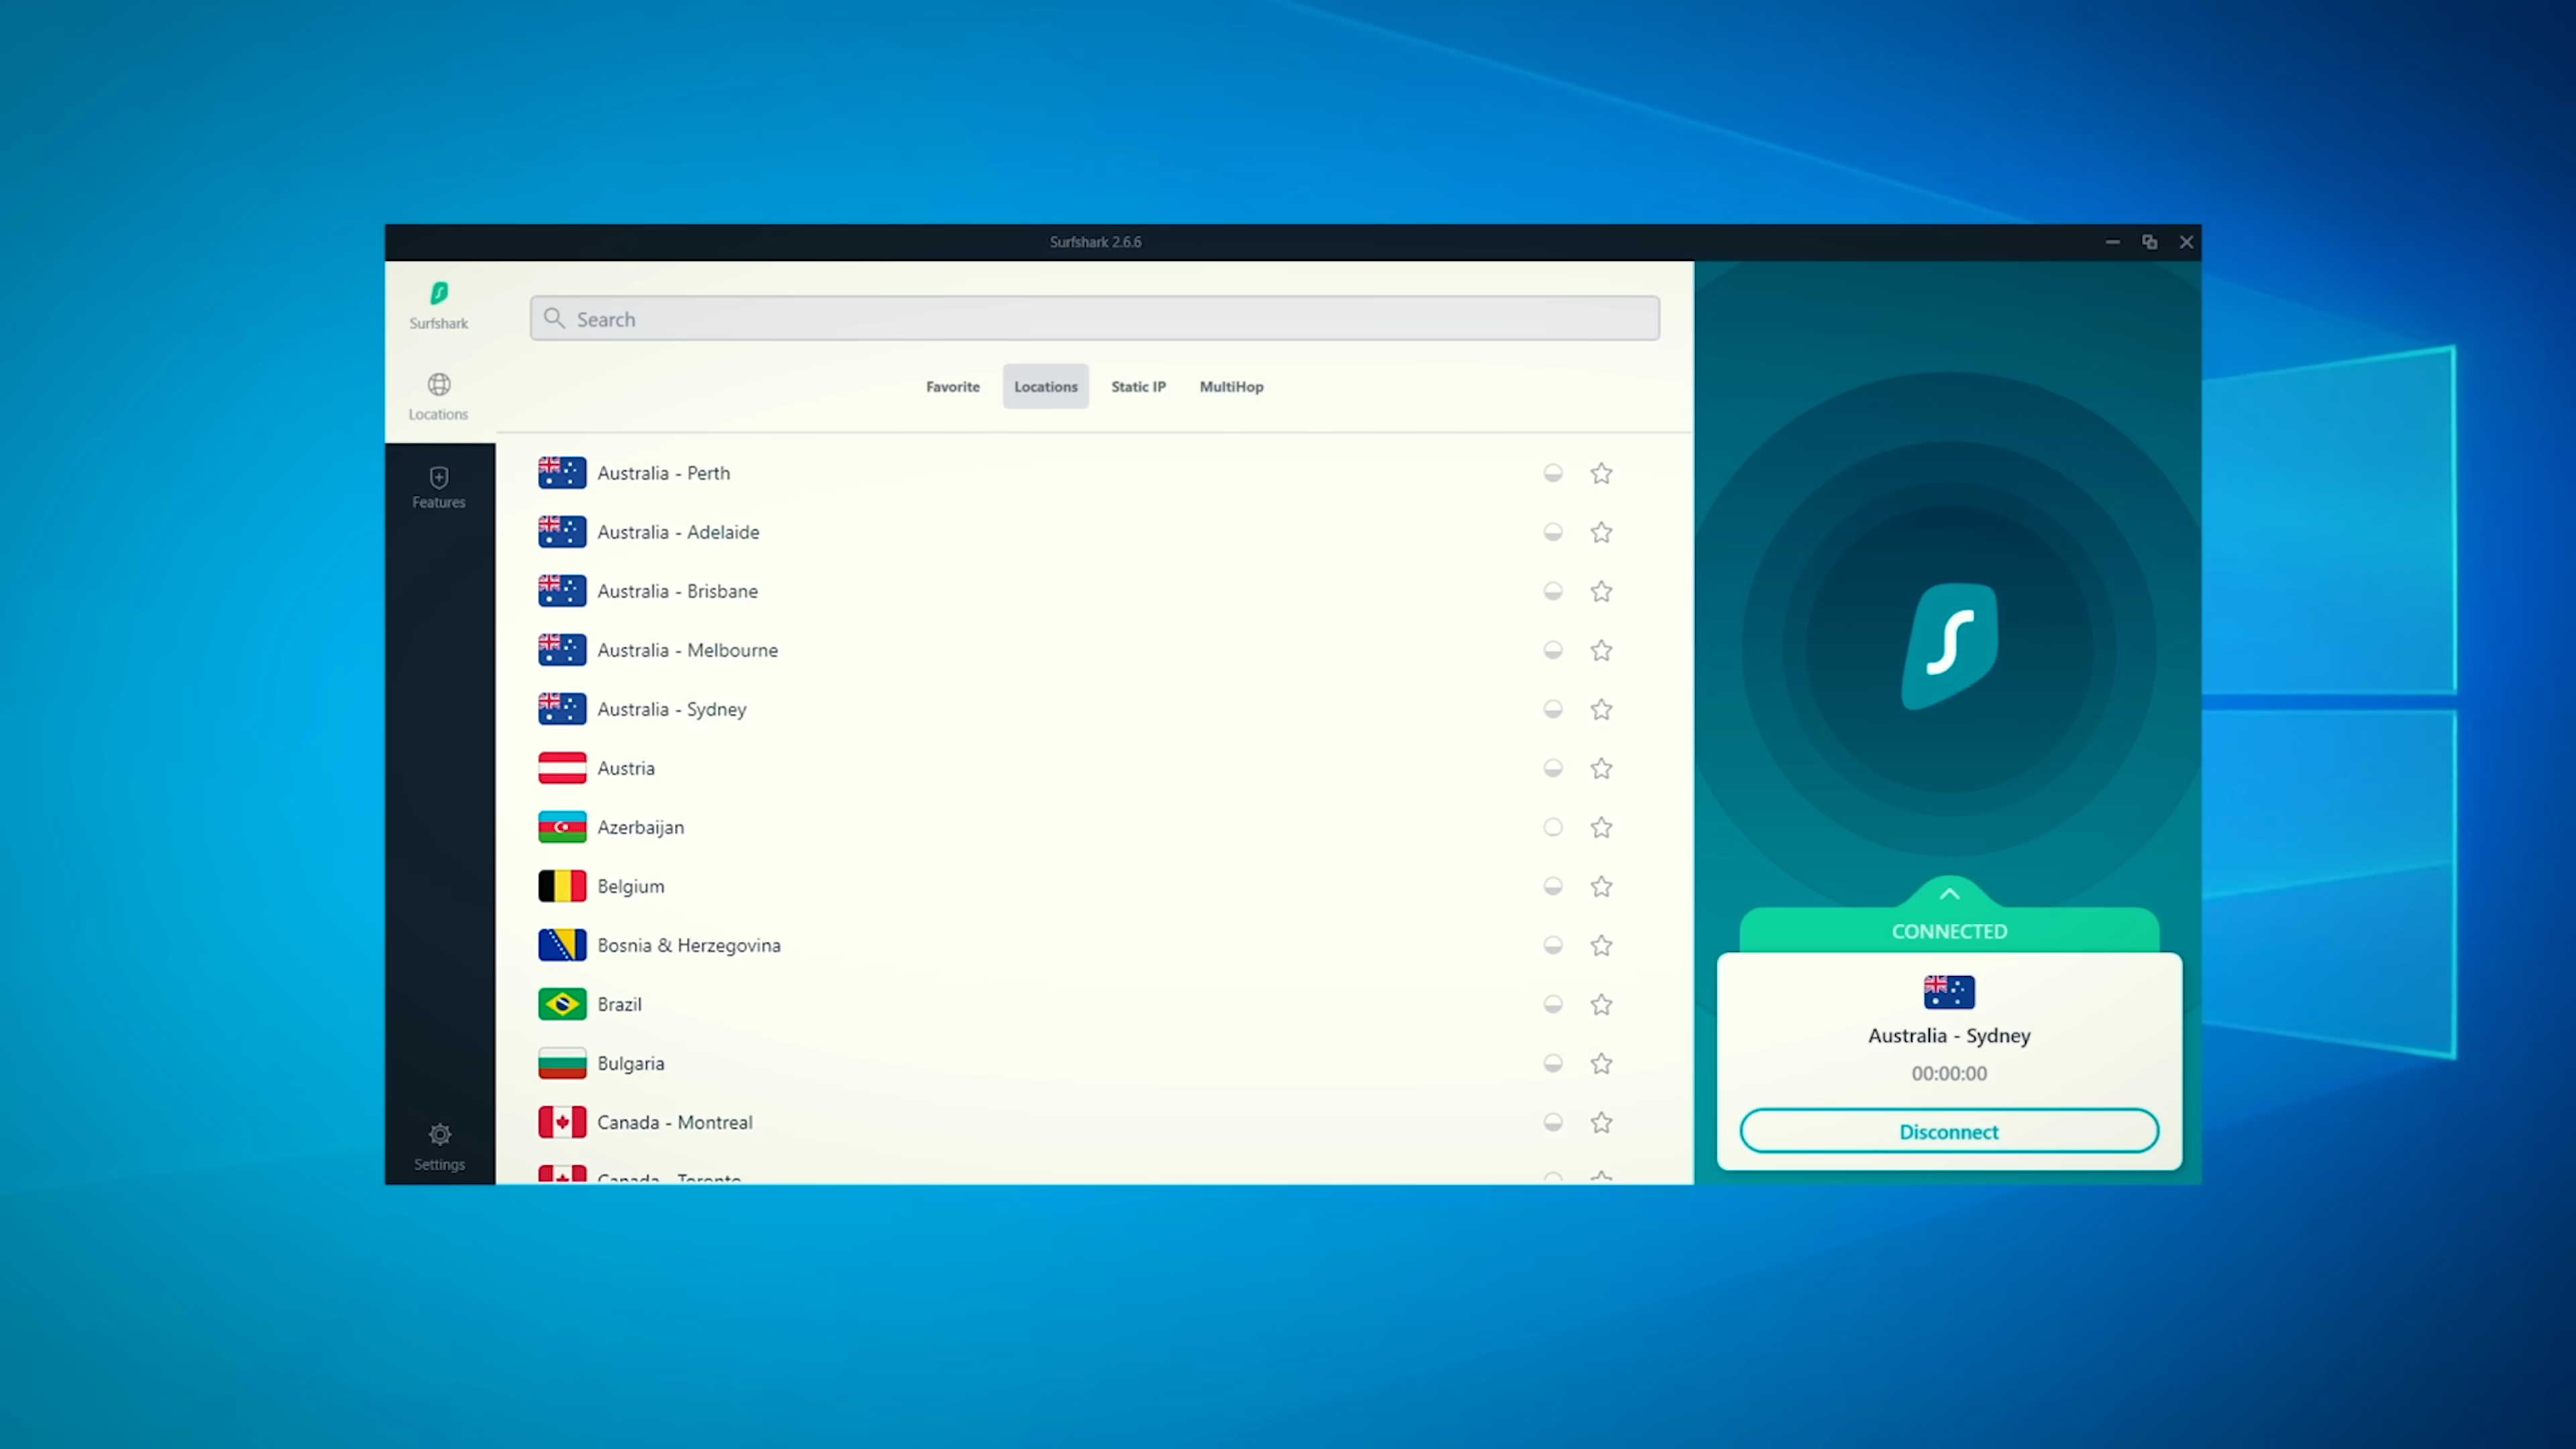 Surfshark 2.6.6
Surfshark
Locations
Features
Settings
Search
Favorite
Locations
Static IP
MultiHop
Australia - Perth
Australia - Adelaide
Australia - Brisbane
Australia - Melbourne
Australia - Sydney
Austria
Azerbaijan
Belgium
Bosnia & Herzegovina
Brazil
Bulgaria
Canada - Montreal
Canada - Toronto
CONNECTED
Australia - Sydney
00:00:00
Disconnect